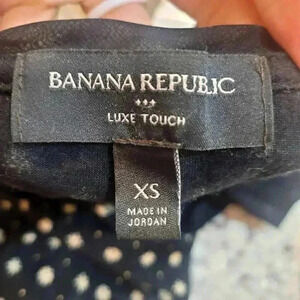 BANANA REPUBLIC
LUXE TOUCH
XS
MADE IN
JORDAN